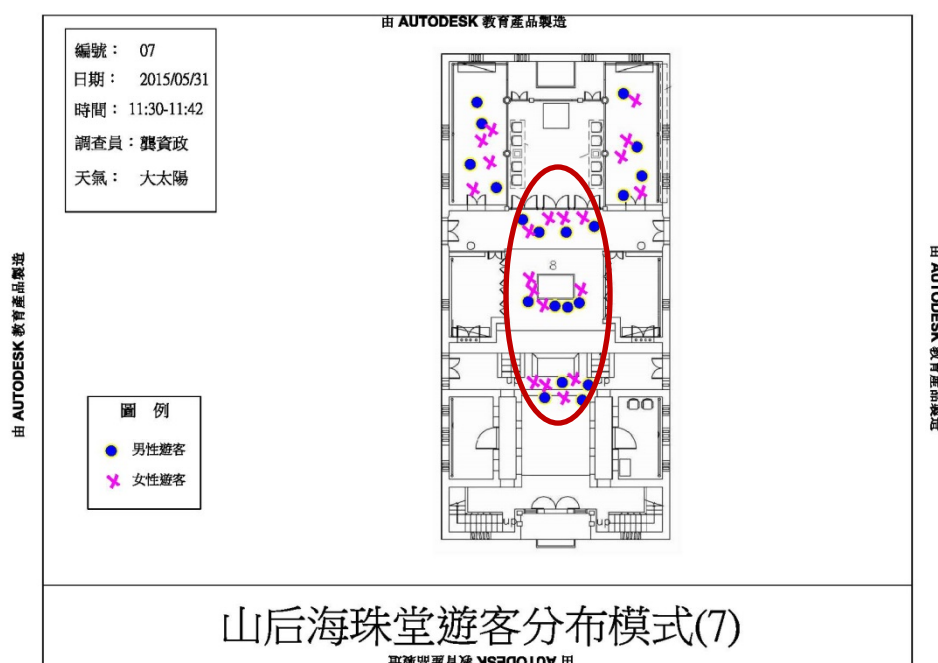 由 AUTODESK 教育產品製造
編號： 07
日期： 2015/05/31
時間： 11:30-11:42
調查員：龔資政
天氣： 大太陽
8
由 AUTODESK 教育產品製造
由 AUTODESK 教育產品製造
圖 例
男性遊客
女性遊客
up
up
山后海珠堂遊客分布模式(7)
由 AUTODESK 教育產品製造